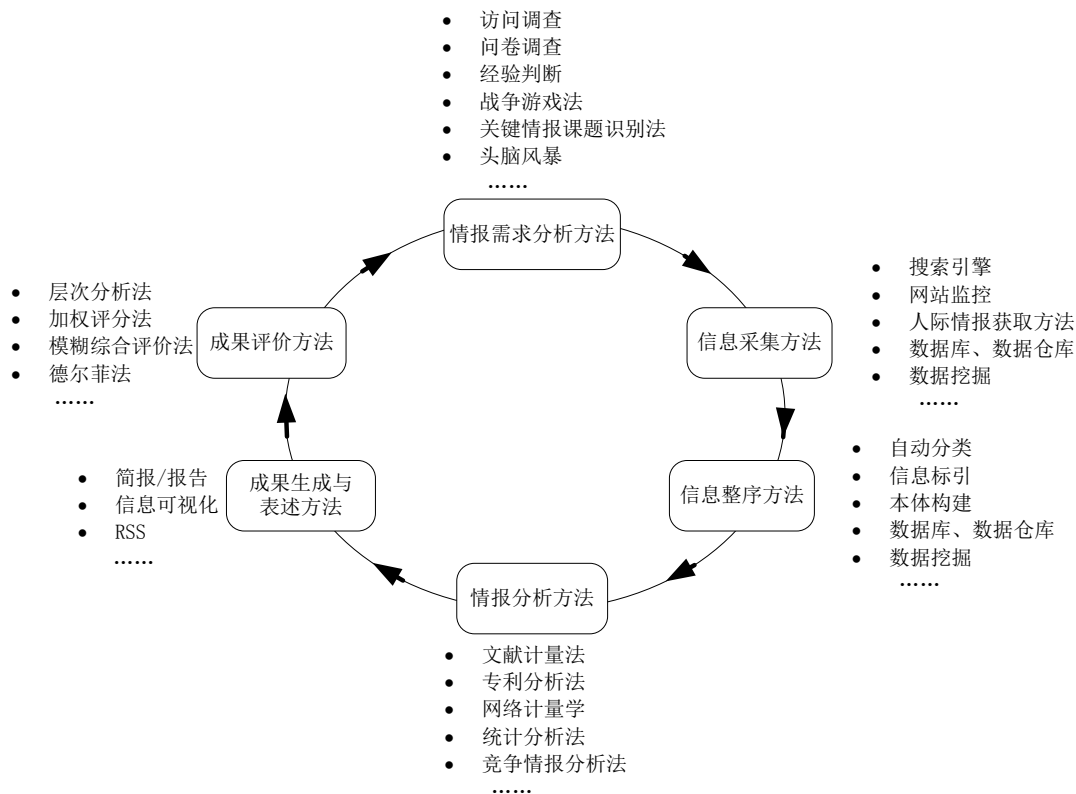 ● 访问调查
● 问卷调查
● 经验判断
● 战争游戏法
● 关键情报课题识别法
● 头脑风暴
……
情报需求分析方法
● 搜索引擎
● 网站监控
● 人际情报获取方法
● 数据库、数据仓库
● 数据挖掘
……
信息采集方法
● 自动分类
● 信息标引
● 本体构建
● 数据库、数据仓库
● 数据挖掘
……
信息整序方法
情报分析方法
● 文献计量法
● 专利分析法
● 网络计量学
● 统计分析法
● 竞争情报分析法
……
● 简报/报告
● 信息可视化
● RSS
……
成果生成与
表述方法
● 层次分析法
● 加权评分法
● 模糊综合评价法
● 德尔菲法
……
成果评价方法